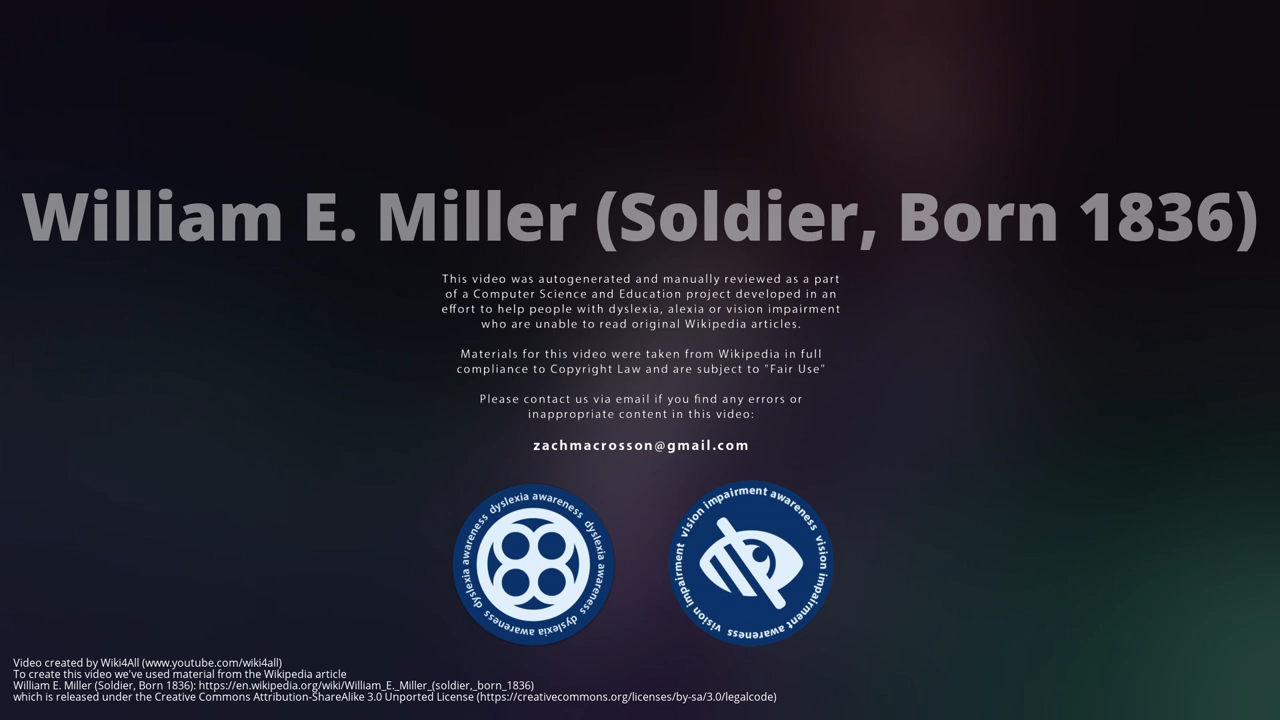 William E. Miller (Soldier, Born 1836)
This video was autogenerated and manually reviewed as a part
of a Computer Science and Education project developed in an
effort to help people with dyslexia, alexia or vision impairment
who are unable to read original Wikipedia articles.
Materials for this video were taken from Wikipedia in full
compliance to Copyright Law and are subject to "Fair Use"
Please contact us via email if you find any errors or
inappropriate content in this video:
zachmacrosson@gmail.com
dyslexia awareness dyslexia awareness dyslexia awareness dyslexia awareness
vision impairment awareness vision impairment awareness vision impairment
Video created by Wiki4All (www.youtube.com/wiki4all)
To create this video we've used material from the Wikipedia article
William E. Miller (Soldier, Born 1836): https://en.wikipedia.org/wiki/William_E._Miller_(soldier,_born_1836)
which is released under the Creative Commons Attribution-ShareAlike 3.0 Unported License (https://creativecommons.org/licenses/by-sa/3.0/legalcode)